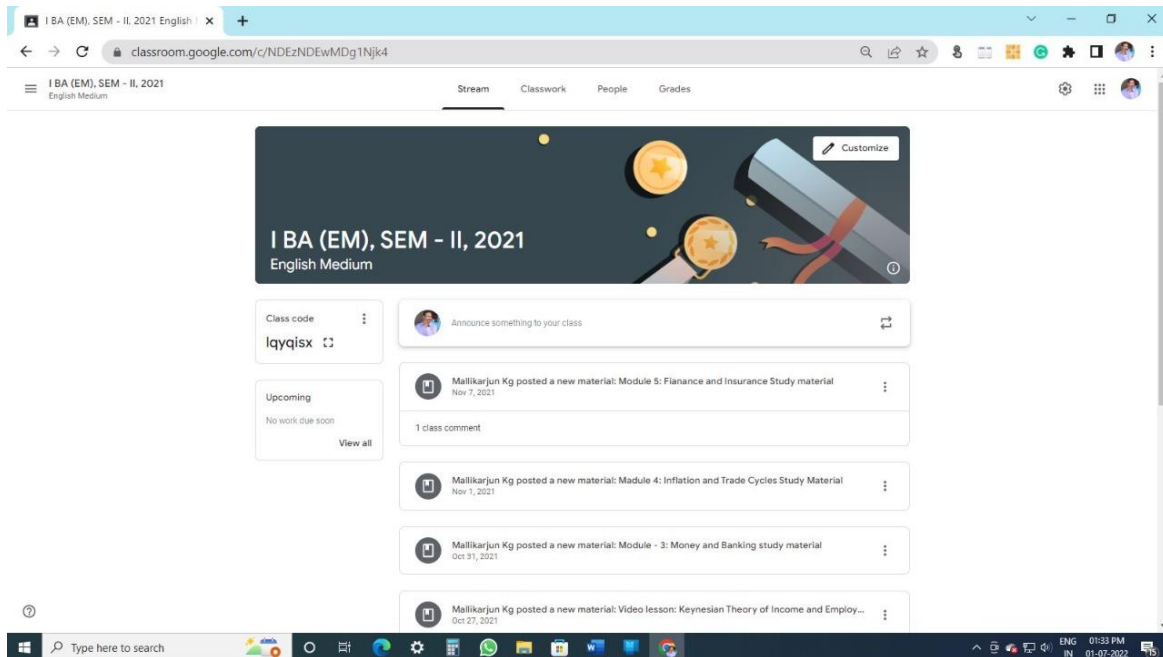 I BA (EM), SEM - II, 2021 English
classroom.google.com/c/NDEzNDEwMDg1Njk4
I BA (EM), SEM - II, 2021
English Medium
Stream Classwork People Grades
Customize
I BA (EM), SEM - II, 2021
English Medium
Class code
lqyqisx
Upcoming
No work due soon
View all
Announce something to your class
Mallikarjun Kg posted a new material: Module 5: Fianance and Insurance Study material
Nov 7, 2021
1 class comment
Mallikarjun Kg posted a new material: Madule 4: Inflation and Trade Cycles Study Material
Nov 1, 2021
Mallikarjun Kg posted a new material: Module - 3: Money and Banking study material
Oct 31, 2021
Mallikarjun Kg posted a new material: Video lesson: Keynesian Theory of Income and Employ...
Oct 27, 2021
Type here to search
ENG 01:33 PM
IN 01-07-2022
15